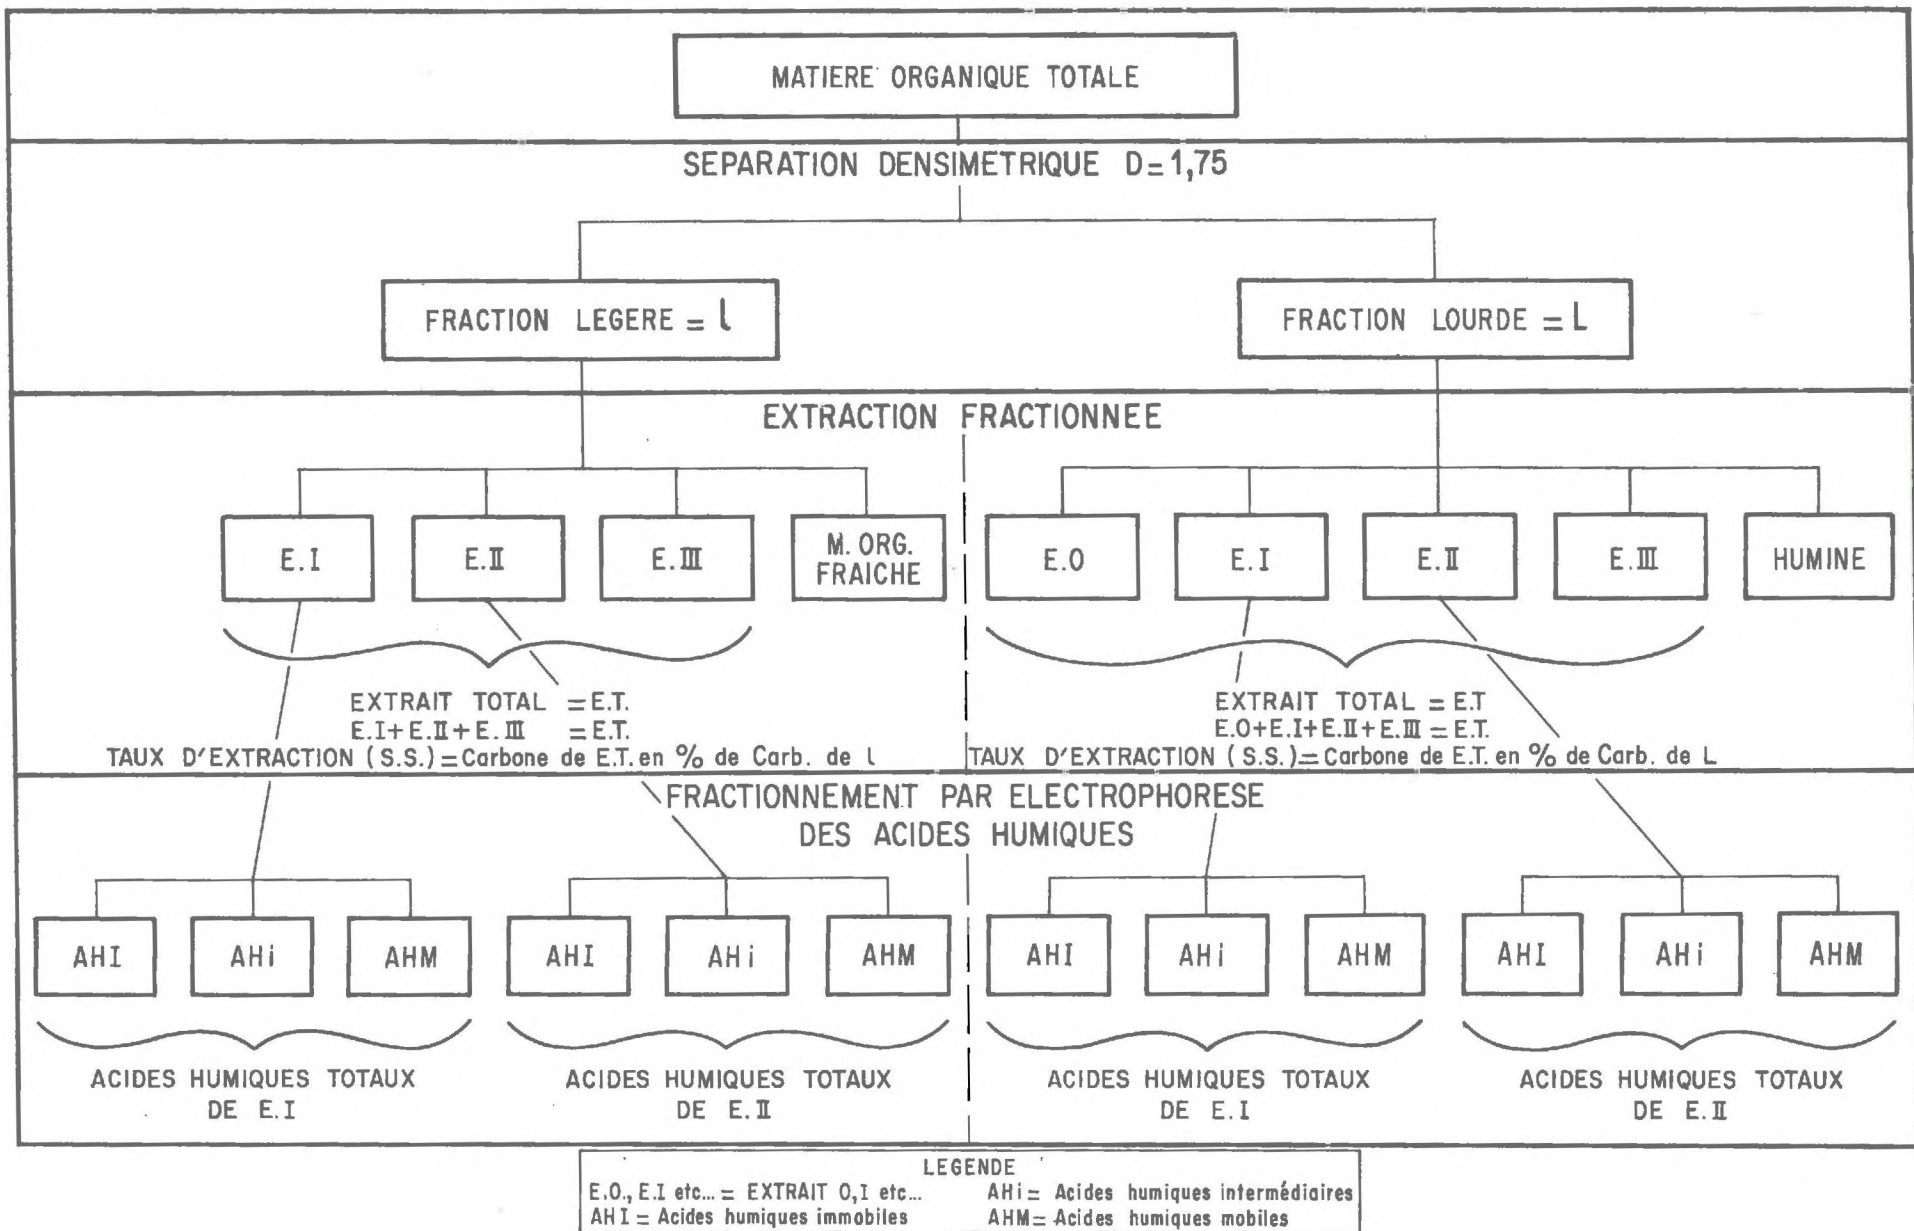 MATIERE ORGANIQUE TOTALE
SEPARATION DENSIMETRIQUE D=1,75
FRACTION LEGERE = l
FRACTION LOURDE = L
EXTRACTION FRACTIONNEE
E.I
E.II
E.III
M. ORG.
FRAICHE
E.O
E.I
E.II
E.III
HUMINE
EXTRAIT TOTAL = E.T.
E.I+E.II+E.III = E.T.
TAUX D'EXTRACTION (S.S.)=Carbone de E.T. en % de Carb. de l
EXTRAIT TOTAL = E.T
E.O+E.I+E.II+E.III=E.T.
TAUX D'EXTRACTION (S.S.)=Carbone de E.T. en % de Carb. de L
FRACTIONNEMENT PAR ELECTROPHORESE
DES ACIDES HUMIQUES
AHI
AHi
AHM
AHI
AHi
AHM
AHI
AHi
AHM
AHI
AHi
AHM
ACIDES HUMIQUES TOTAUX
DE E.I
ACIDES HUMIQUES TOTAUX
DE E.II
ACIDES HUMIQUES TOTAUX
DE E.I
ACIDES HUMIQUES TOTAUX
DE E.II
LEGENDE
E.O., E.I etc... = EXTRAIT O,I etc...
AHi= Acides humiques intermédiaires
AHI = Acides humiques immobiles
AHM= Acides humiques mobiles